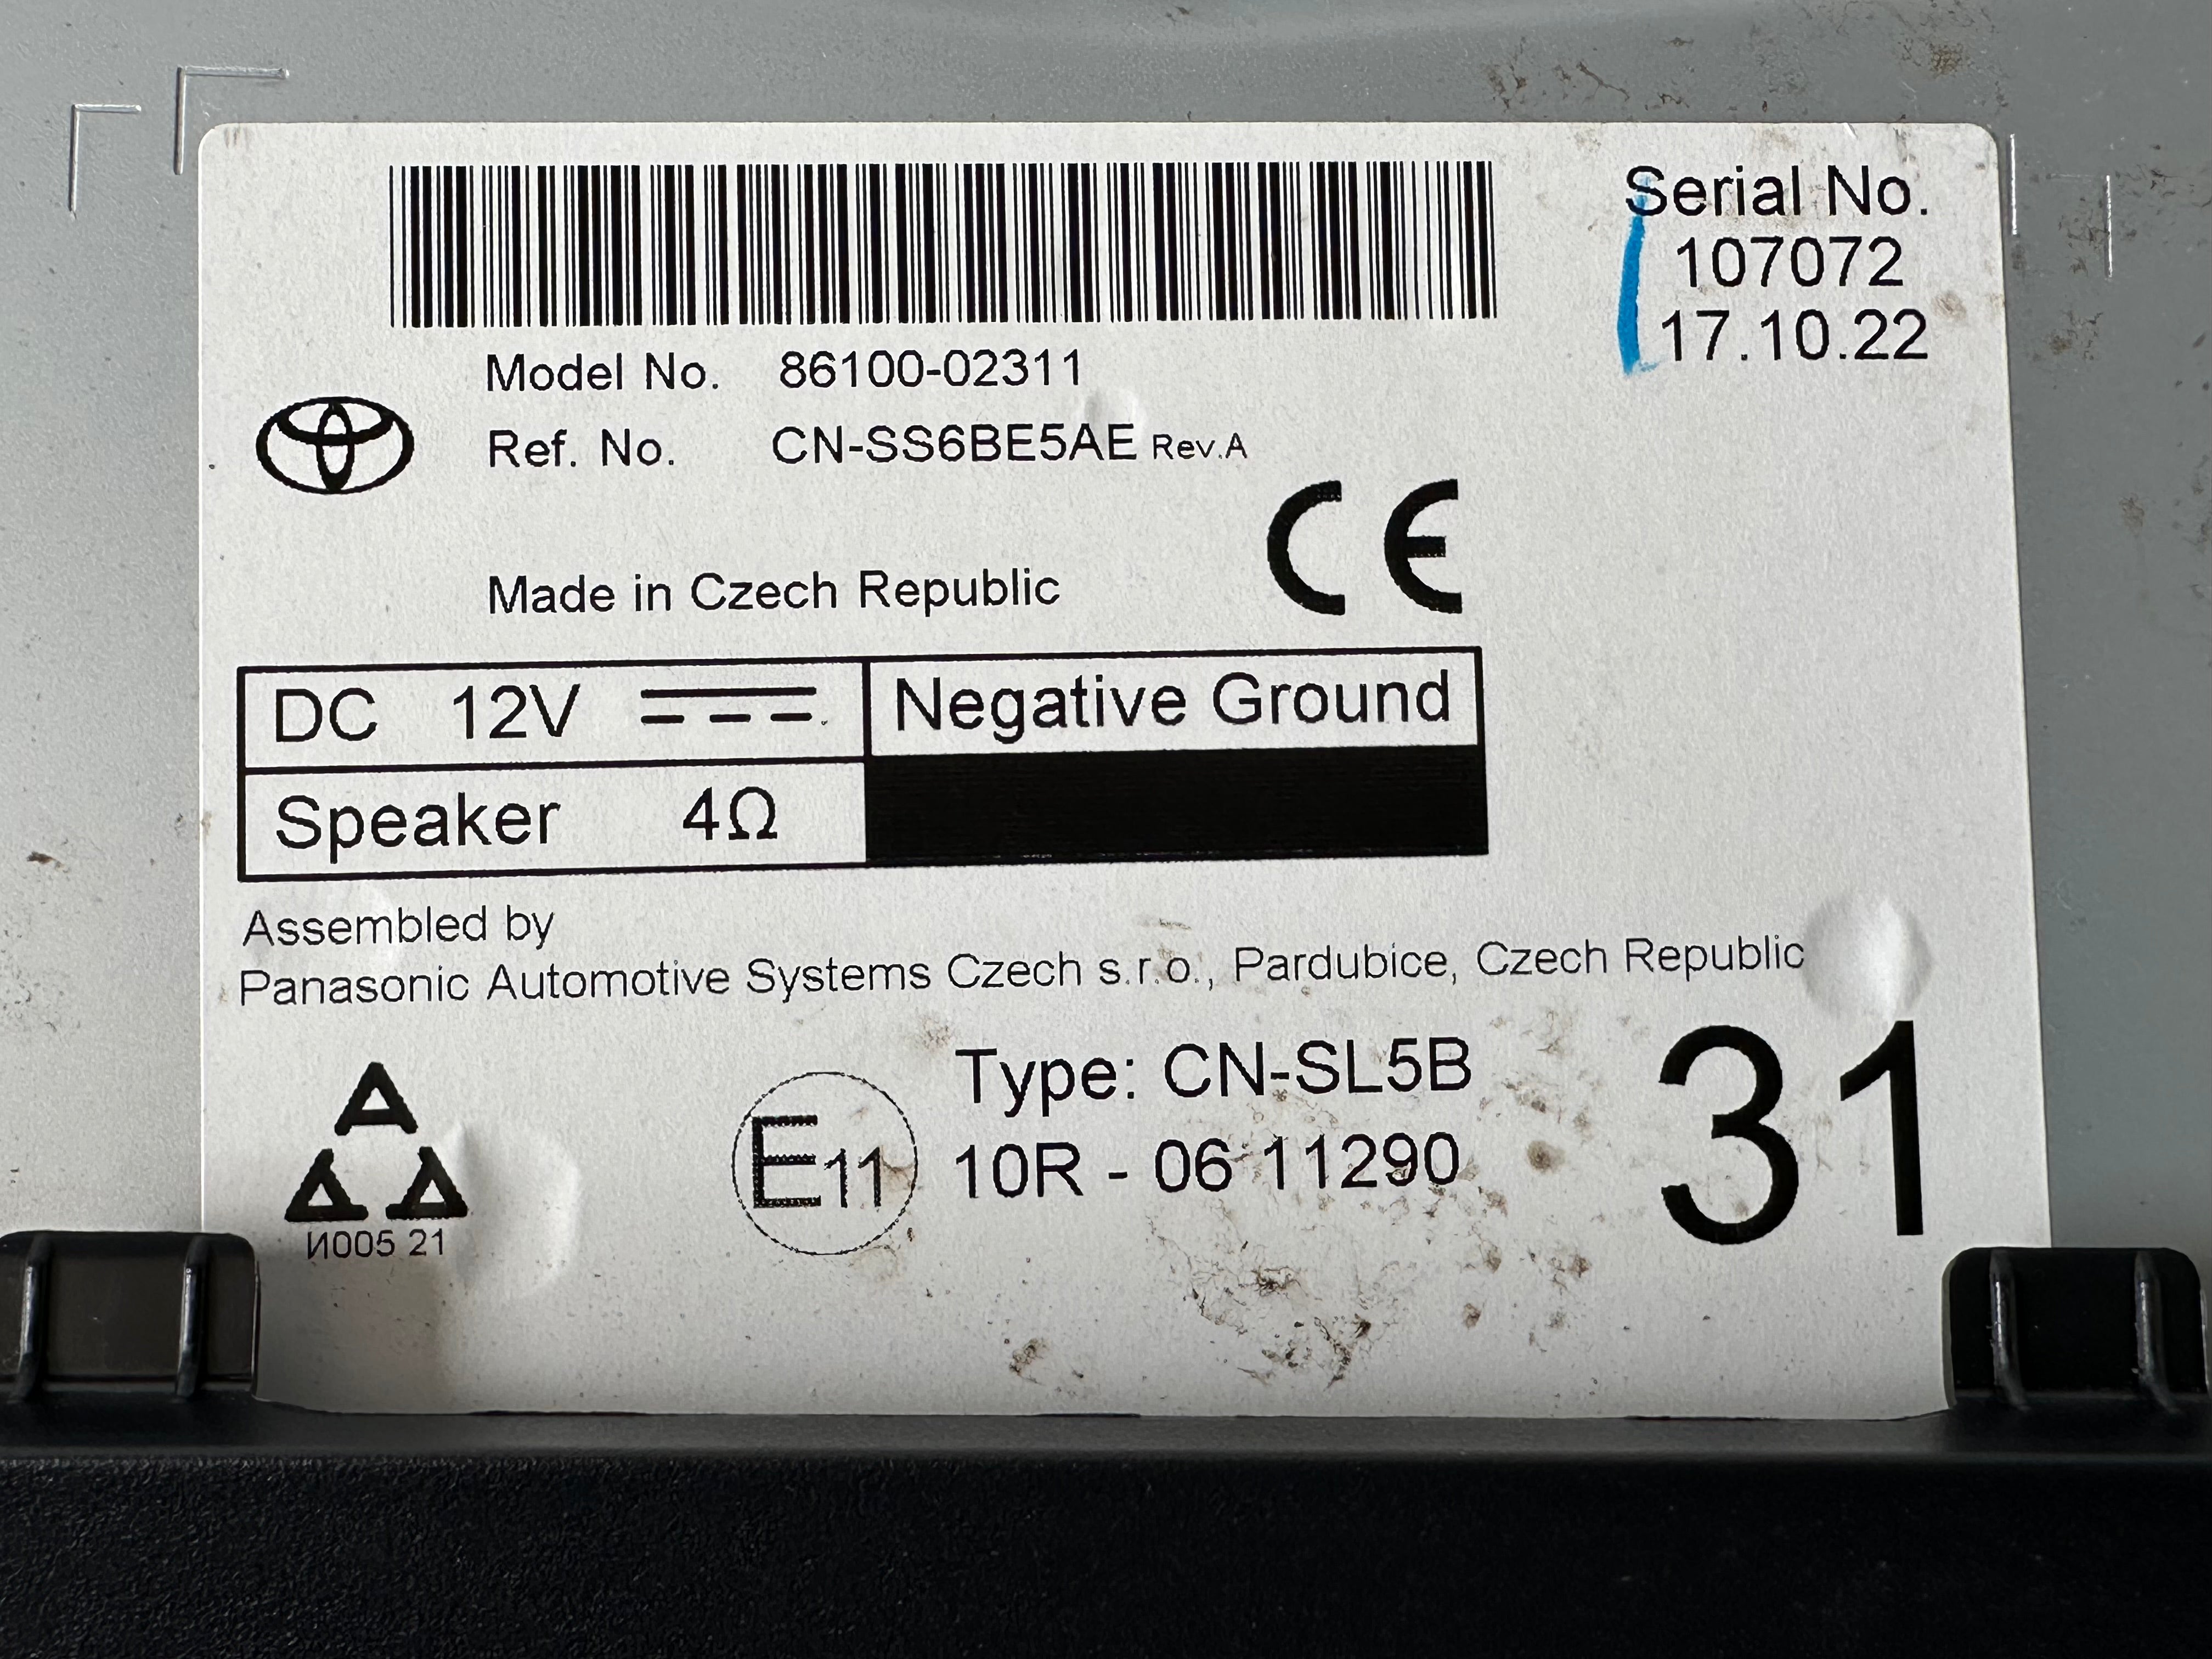 Serial No.
107072
17.10.22
Model No. 86100-02311
Ref. No. CN-SS6BE5AE Rev.A
CE
Made in Czech Republic
DC 12V Negative Ground
Speaker 4Ω
Assembled by
Panasonic Automotive Systems Czech s.r.o., Pardubice, Czech Republic
Type: CN-SL5B
E11 10R - 06 11290
31
И005 21